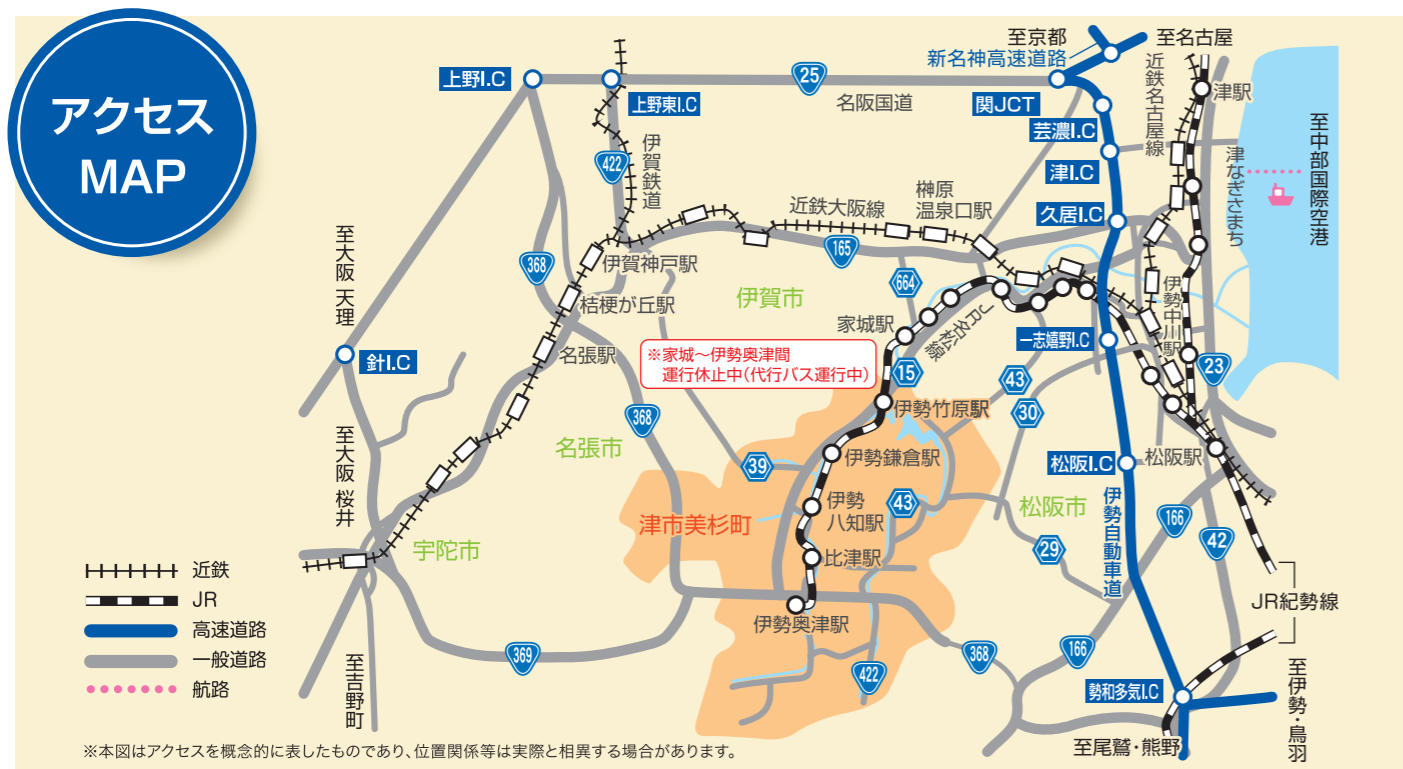 アクセス
MAP
至京都
新名神高速道路
至名古屋
上野I.C
上野東I.C
25
名阪国道
関JCT
近鉄名古屋線
津駅
芸濃I.C
津I.C
久居I.C
津なぎさまち
至中部国際空港
422
伊賀鉄道
近鉄大阪線
榊原
温泉口駅
165
至大阪 天理
368
伊賀神戸駅
桔梗が丘駅
伊賀市
664
家城駅
JR名松線
伊勢中川駅
一志嬉野I.C
針I.C
名張駅
※家城～伊勢奥津間
運行休止中(代行バス運行中)
15
43
30
23
伊勢竹原駅
368
至大阪 桜井
名張市
39
伊勢鎌倉駅
松阪I.C
松阪駅
津市美杉町
伊勢
八知駅
43
松阪市
伊勢自動車道
166
42
宇陀市
比津駅
29
近鉄
JR
高速道路
一般道路
航路
伊勢奥津駅
JR紀勢線
369
至吉野町
422
368
166
勢和多気I.C
至伊勢・鳥羽
至尾鷲・熊野
※本図はアクセスを概念的に表したものであり、位置関係等は実際と相異する場合があります。